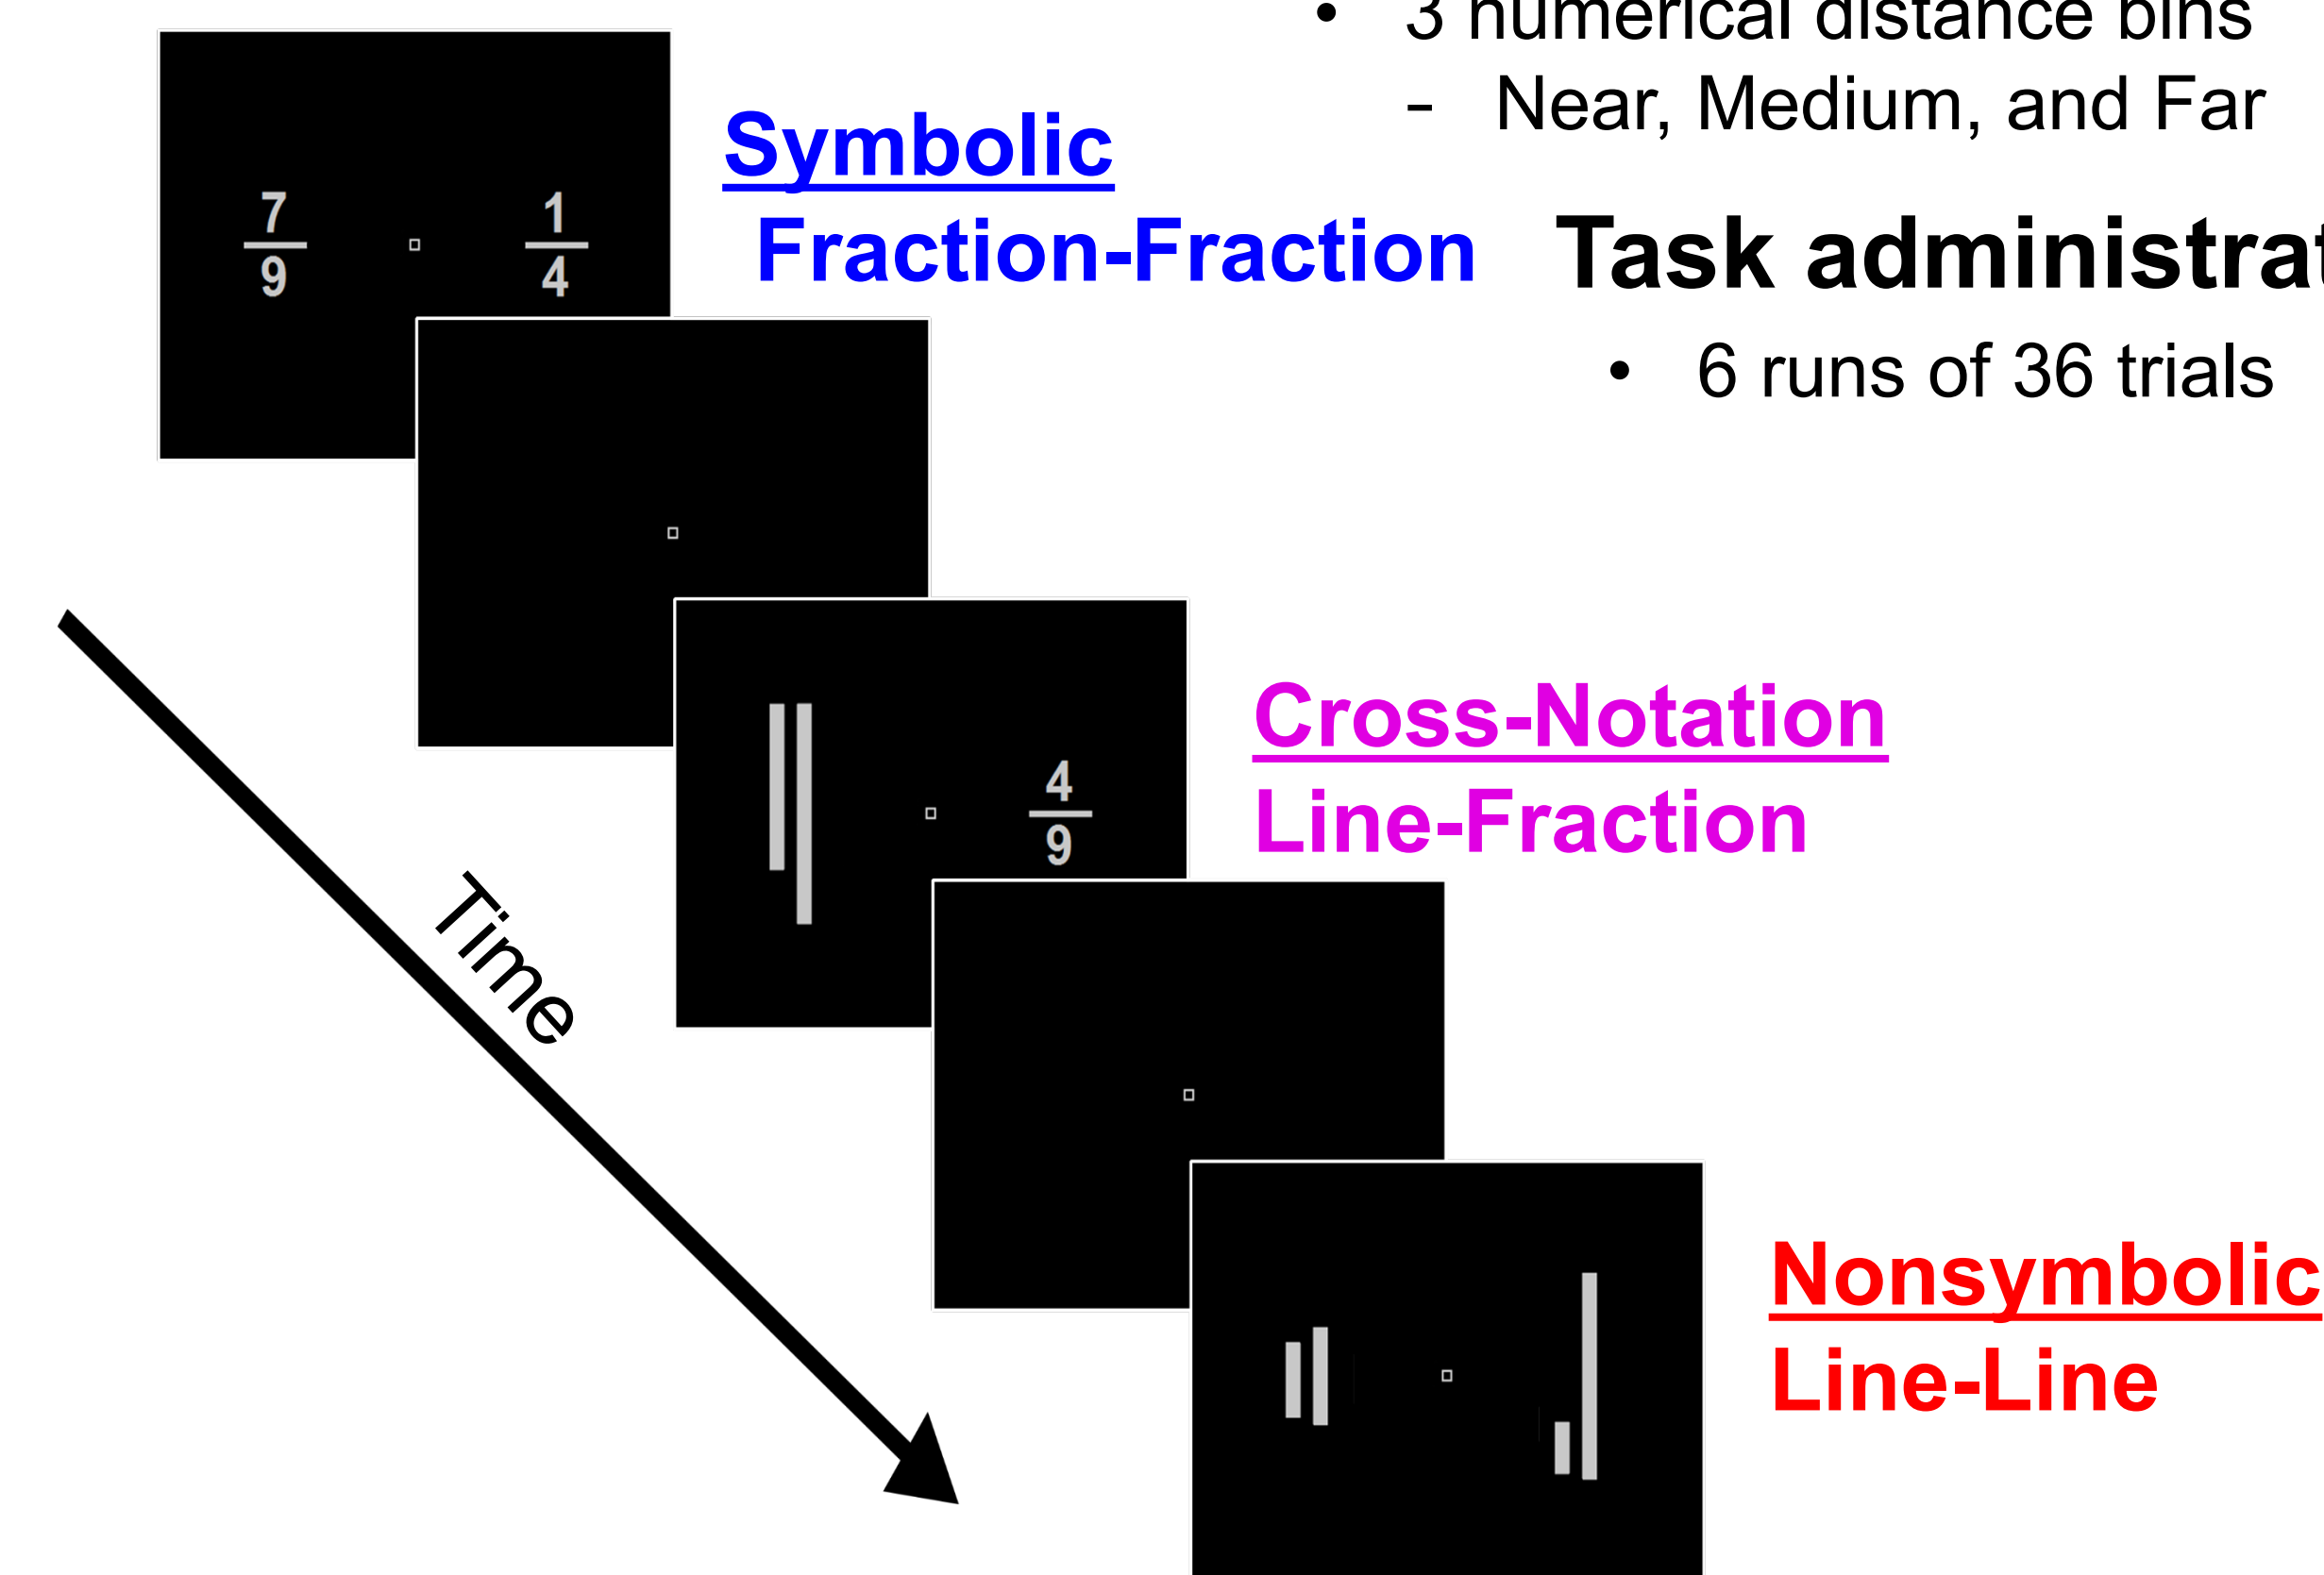 • 3 numerical distance bins
- Near, Medium, and Far
Symbolic
Fraction-Fraction
7
9
1
4
• 6 runs of 36 trials
Cross-Notation
Line-Fraction
4
9
Time
Nonsymbolic
Line-Line
Task